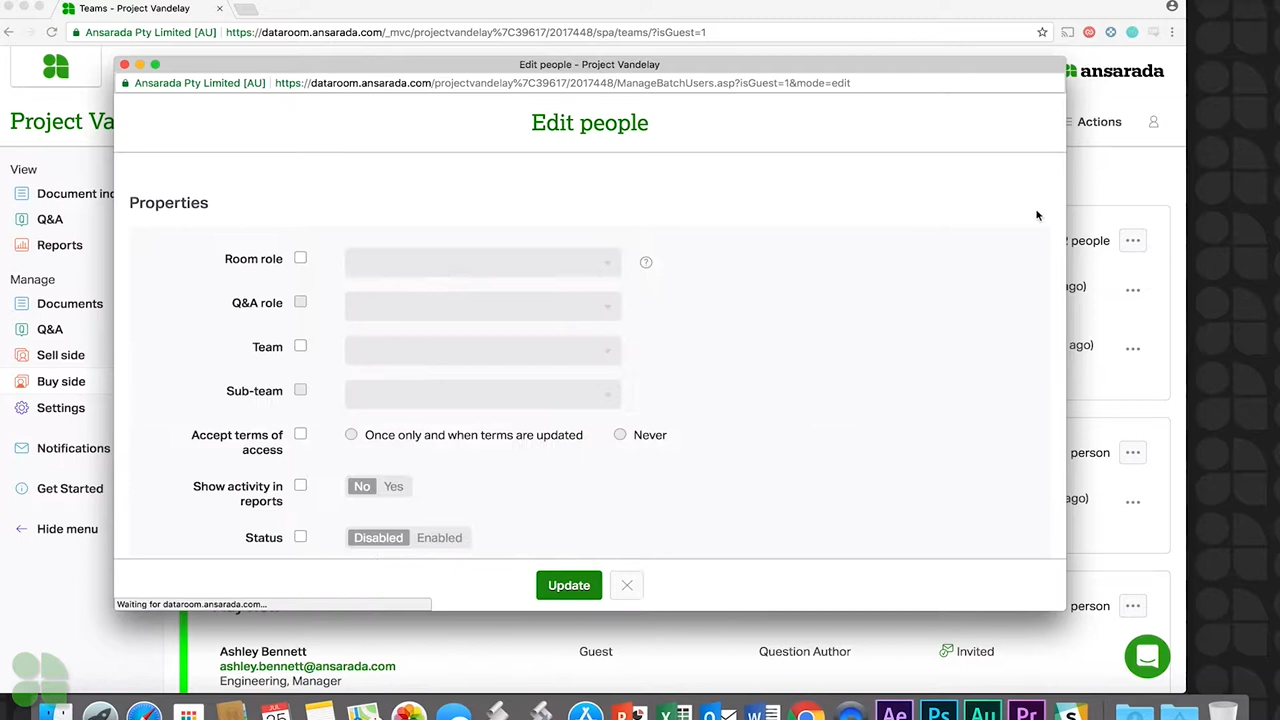 Teams - Project Vandelay
Ansarada Pty Limited [AU] https://dataroom.ansarada.com/_mvc/projectvandelay%7C39617/2017448/spa/teams/?isGuest=1
Edit people - Project Vandelay
Ansarada Pty Limited [AU] https://dataroom.ansarada.com/projectvandelay%7C39617/2017448/ManageBatchUsers.asp?isGuest=1&mode=edit
ansarada
Edit people
Project Va
Actions
View
Document ind
Q&A
Reports
Manage
Documents
Q&A
Sell side
Buy side
Settings
Notifications
Get Started
Hide menu
Properties
Room role
?
Q&A role
Team
Sub-team
Accept terms of
access
Once only and when terms are updated Never
Show activity in
reports
No Yes
Status
Disabled Enabled
Update
Waiting for dataroom.ansarada.com...
people
ago)
ago)
person
ago)
person
Ashley Bennett Guest Question Author Invited
ashley.bennett@ansarada.com
Engineering, Manager
Ae Ps Au Pr